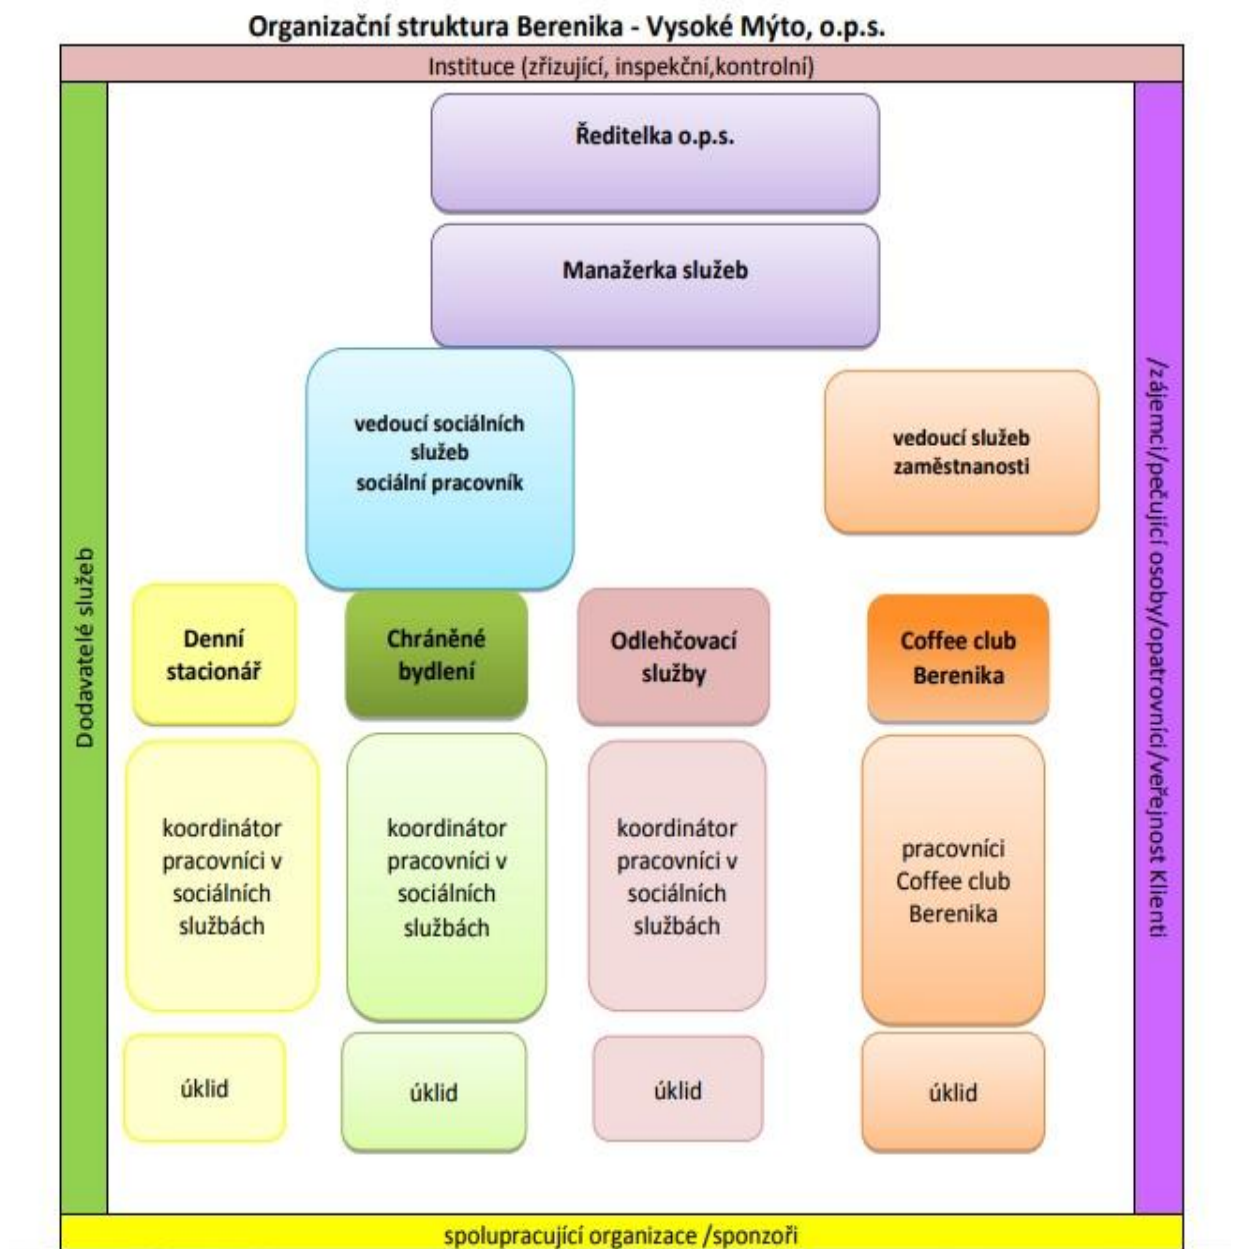 Organizační struktura Berenika - Vysoké Mýto, o.p.s.
Instituce (zřizující, inspekční,kontrolní)
Ředitelka o.p.s.
Manažerka služeb
vedoucí sociálních
služeb
sociální pracovník
vedoucí služeb
zaměstnanosti
Dodavatelé služeb
/zájemci/pečující osoby/opatrovníci/veřejnost Klienti
Denní
stacionář
Chráněné
bydlení
Odlehčovací
služby
Coffee club
Berenika
koordinátor
pracovníci v
sociálních
službách
koordinátor
pracovníci v
sociálních
službách
koordinátor
pracovníci v
sociálních
službách
pracovníci
Coffee club
Berenika
úklid
úklid
úklid
úklid
spolupracující organizace /sponzoři